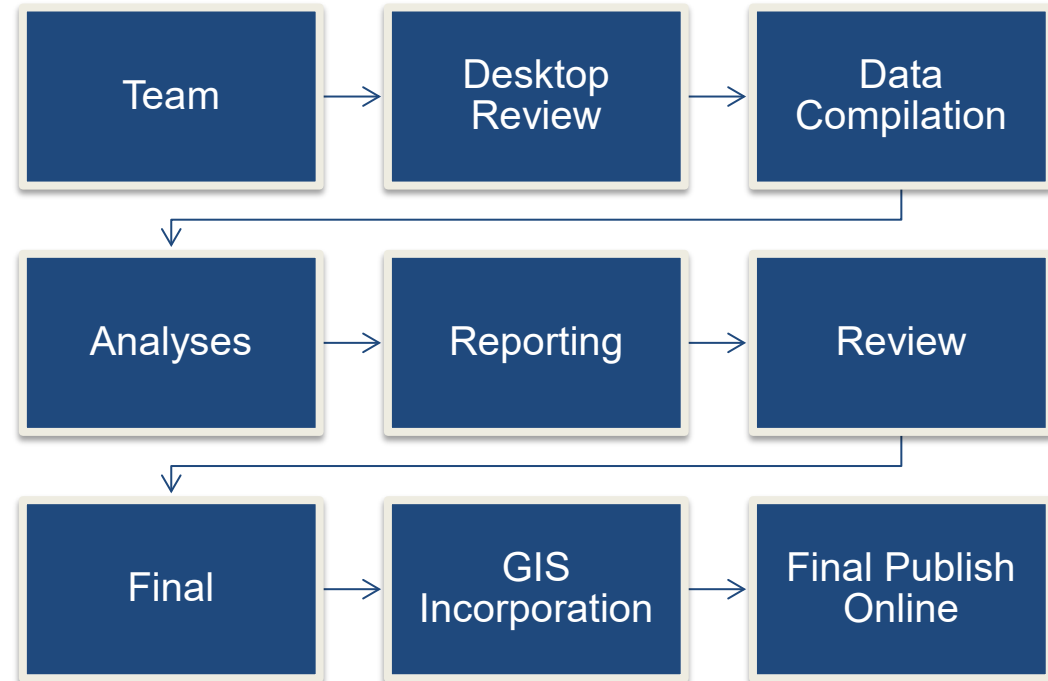 Team
Desktop
Review
Data
Compilation
Analyses
Reporting
Review
Final
GIS
Incorporation
Final Publish
Online